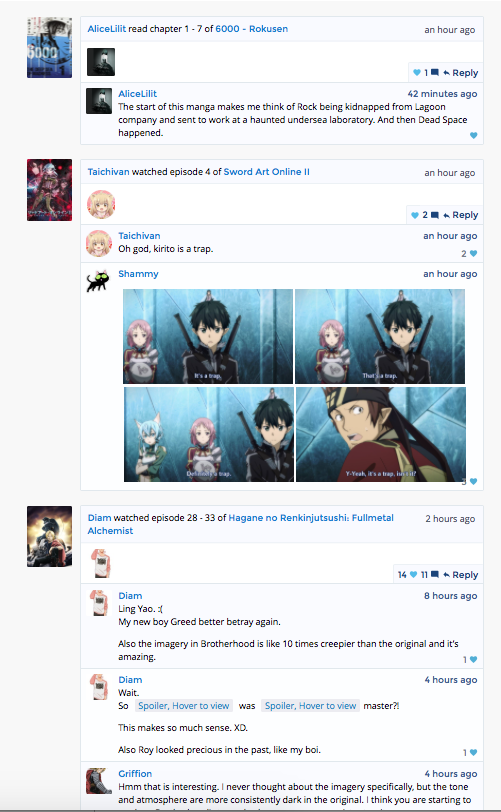 AliceLilit read chapter 1 - 7 of 6000 - Rokusen
an hour ago
6000
1 Reply
AliceLilit
42 minutes ago
The start of this manga makes me think of Rock being kidnapped from Lagoon
company and sent to work at a haunted undersea laboratory. And then Dead Space
happened.
Taichivan watched episode 4 of Sword Art Online II
an hour ago
2 Reply
Taichivan
an hour ago
Oh god, kirito is a trap.
2
Shammy
an hour ago
It's a trap.
That's a trap.
Definitely a trap.
Y-Yeah, it's a trap, isn't it?
3
Diam watched episode 28 - 33 of Hagane no Renkinjutsushi: Fullmetal
Alchemist
2 hours ago
14 11 Reply
Diam
8 hours ago
Ling Yao. :(
My new boy Greed better betray again.
Also the imagery in Brotherhood is like 10 times creepier than the original and it's
amazing.
1
Diam
4 hours ago
Wait.
So Spoiler, Hover to view was Spoiler, Hover to view master?!
This makes so much sense. XD.
Also Roy looked precious in the past, like my boi.
1
Griffion
4 hours ago
Hmm that is interesting. I never thought about the imagery specifically, but the tone
and atmosphere are more consistently dark in the original. I think you are starting to